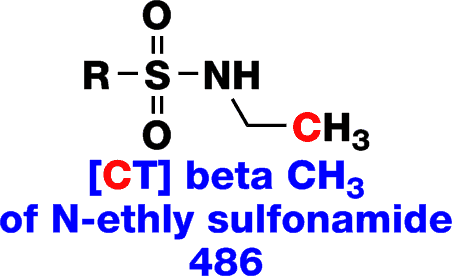 O
R–S–NH
O
CH₃
[CT] beta CH₃
of N-ethly sulfonamide
486